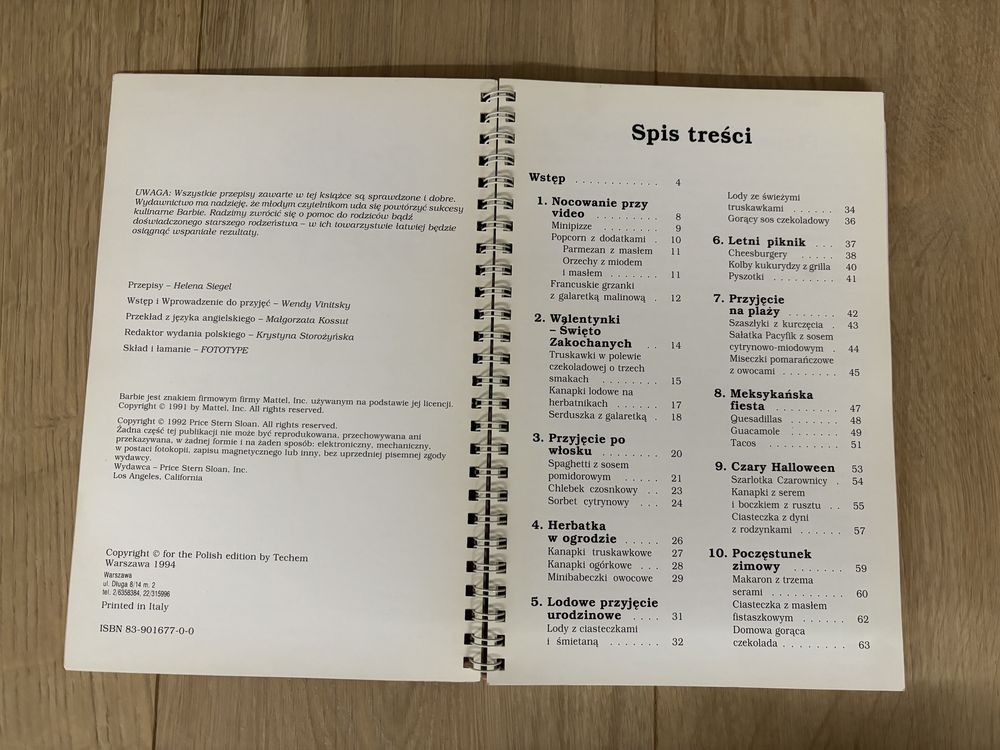 UWAGA: Wszystkie przepisy zawarte w tej książce są sprawdzone i dobre.
Wydawnictwo ma nadzieję, że młodym czytelnikom uda się powtórzyć sukcesy
kulinarne Barbie. Radzimy zwrócić się o pomoc do rodziców bądź
doświadczonego starszego rodzeństwa – w ich towarzystwie łatwiej będzie
osiągnąć wspaniałe rezultaty.
Przepisy – Helena Siegel
Wstęp i Wprowadzenie do przyjęć – Wendy Vinitsky
Przekład z języka angielskiego – Małgorzata Kossut
Redaktor wydania polskiego – Krystyna Storożyńska
Skład i łamanie – FOTOTYPE
Barbie jest znakiem firmowym firmy Mattel, Inc. używanym na podstawie jej licencji.
Copyright © 1991 by Mattel, Inc. All rights reserved.
Copyright © 1992 Price Stern Sloan. All rights reserved.
Żadna część tej publikacji nie może być reprodukowana, przechowywana ani
przekazywana, w żadnej formie i na żaden sposób: elektroniczny, mechaniczny,
w postaci fotokopii, zapisu magnetycznego lub inny, bez uprzedniej pisemnej zgody
wydawcy.
Wydawca – Price Stern Sloan, Inc.
Los Angeles, California
Copyright © for the Polish edition by Techem
Warszawa 1994
Warszawa
ul. Długa 8/14 m. 2
tel. 2/6358384, 22/315996
Printed in Italy
ISBN 83-901677-0-0
Spis treści
Wstęp . . . . . . . . . . . . 4
1. Nocowanie przy
video . . . . . . . . 8
Minipizze . . . . . . . 9
Popcorn z dodatkami . 10
Parmezan z masłem 11
Orzechy z miodem
i masłem . . . . . . . 11
Francuskie grzanki
z galaretką malinową . 12
2. Walentynki
– Święto
Zakochanych . . 14
Truskawki w polewie
czekoladowej o trzech
smakach . . . . . . . . 15
Kanapki lodowe na
herbatnikach . . . . . 17
Serduszka z galaretką . 18
3. Przyjęcie po
włosku . . . . . . . 20
Spaghetti z sosem
pomidorowym . . . . . 21
Chlebek czosnkowy . . 23
Sorbet cytrynowy . . . 24
4. Herbatka
w ogrodzie . . . . . 26
Kanapki truskawkowe 27
Kanapki ogórkowe . . 28
Minibabeczki owocowe 29
5. Lodowe przyjęcie
urodzinowe . . . . 31
Lody z ciasteczkami
i śmietaną . . . . . . . 32
Lody ze świeżymi
truskawkami . . . . . . 34
Gorący sos czekoladowy 36
6. Letni piknik . . . 37
Cheesburgery . . . . . 38
Kolby kukurydzy z grilla 40
Pyszotki . . . . . . . . 41
7. Przyjęcie
na plaży . . . . . . . 42
Szaszłyki z kurczęcia . 43
Sałatka Pacyfik z sosem
cytrynowo-miodowym . 44
Miseczki pomarańczowe
z owocami . . . . . . . 45
8. Meksykańska
fiesta . . . . . . . . . 47
Quesadillas . . . . . . . 48
Guacamole . . . . . . . 49
Tacos . . . . . . . . . . 51
9. Czary Halloween 53
Szarlotka Czarownicy . 54
Kanapki z serem
i boczkiem z rusztu . . 55
Ciasteczka z dyni
z rodzynkami . . . . . . 57
10. Poczęstunek
zimowy . . . . . . . 59
Makaron z trzema
serami . . . . . . . . . . 60
Ciasteczka z masłem
fistaszkowym . . . . . . 62
Domowa gorąca
czekolada . . . . . . . . 63